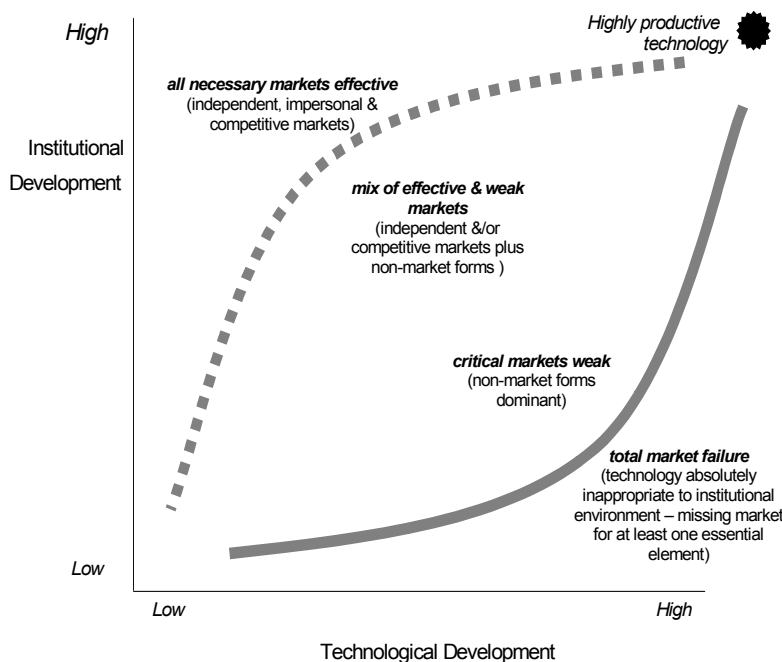 High
Highly productive
technology
all necessary markets effective
(independent, impersonal &
competitive markets)
Institutional
Development
mix of effective & weak
markets
(independent &/or
competitive markets plus
non-market forms )
critical markets weak
(non-market forms
dominant)
total market failure
(technology absolutely
inappropriate to institutional
environment – missing market
for at least one essential
element)
Low
Low
High
Technological Development